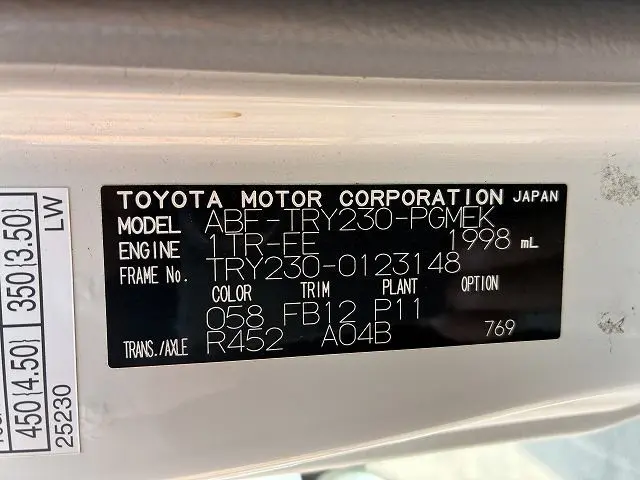 TOYOTA MOTOR CORPORATION JAPAN
MODEL ABF-TRY230-PGMEK
ENGINE 1TR-FE 1998 mL
FRAME No. TRY230-0123148
COLOR TRIM PLANT OPTION
058 FB12 P11
TRANS./AXLE R452 A04B 769
450{4.50} 350{3.50}
25230 LW